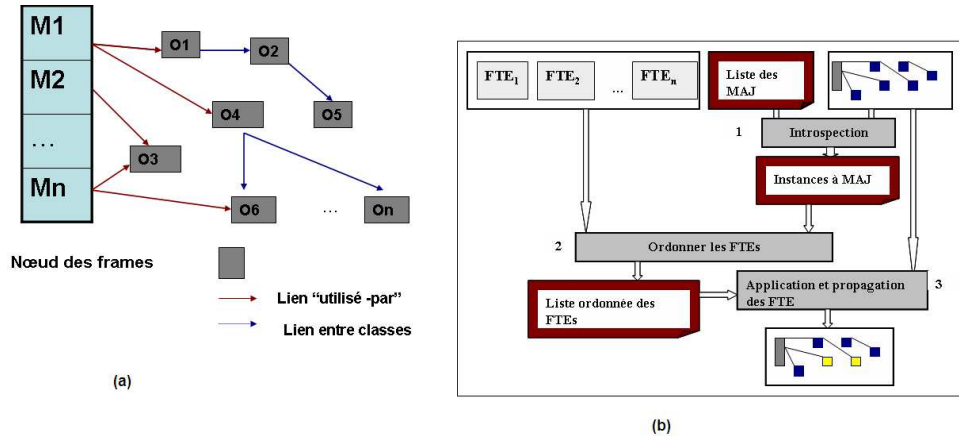 M1
M2
...
Mn
O1
O2
O4
O5
O3
O6
...
On
Nœud des frames
Lien “utilisé -par”
Lien entre classes
(a)
FTE1
FTE2
...
FTEn
Liste des
MAJ
1
Introspection
Instances à MAJ
2
Ordonner les FTEs
Liste ordonnée des
FTEs
Application et propagation
des FTE
3
(b)